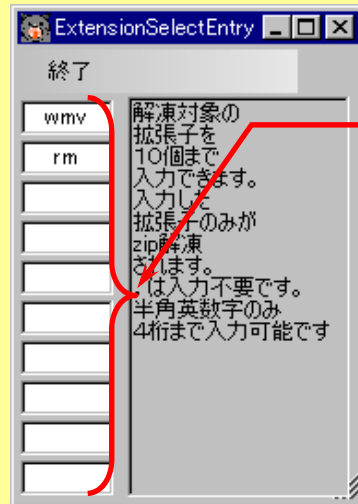 ExtensionSelectEntry
終了
wmv
rm
解凍対象の
拡張子を
10個まで
入力できます。
入力した
拡張子のみが
zip解凍
されます。
.は入力不要です。
半角英数字のみ
4桁まで入力可能です